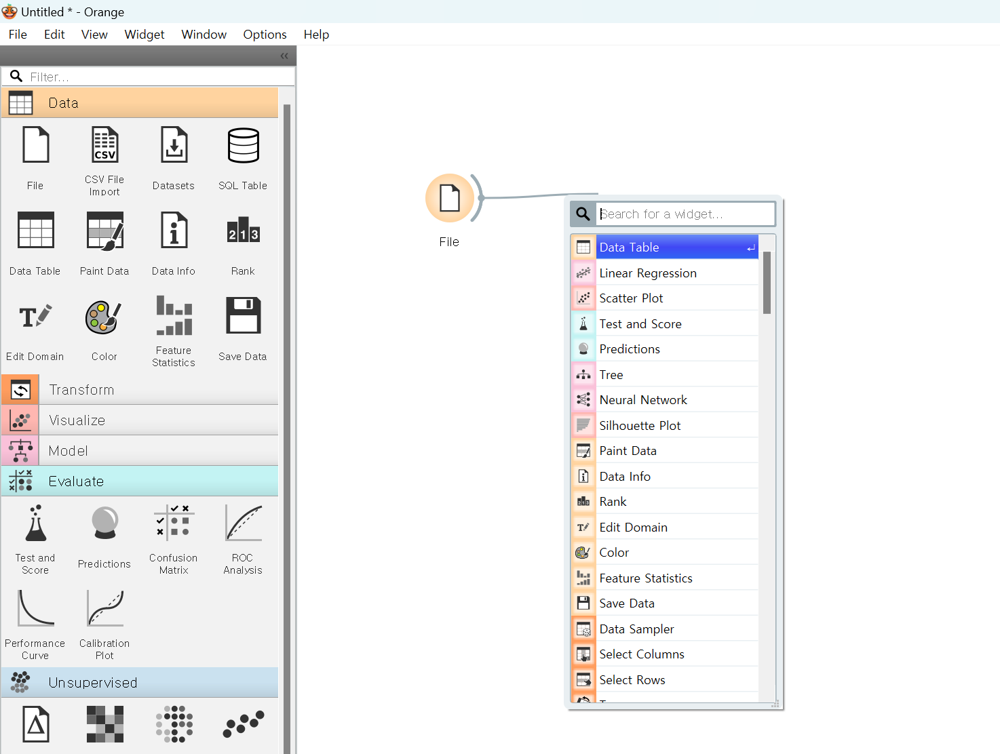 Untitled * - Orange
File Edit View Widget Window Options Help
Filter...
Data
File
CSV
CSV File Import
Datasets
SQL Table
Data Table
Paint Data
Data Info
2 1 3
Rank
T
Edit Domain
Color
Feature Statistics
Save Data
Transform
Visualize
Model
Evaluate
Test and Score
Predictions
Confusion Matrix
ROC Analysis
Performance Curve
Calibration Plot
Unsupervised
File
Search for a widget...
Data Table
Linear Regression
Scatter Plot
Test and Score
Predictions
Tree
Neural Network
Silhouette Plot
Paint Data
Data Info
Rank
Edit Domain
Color
Feature Statistics
Save Data
Data Sampler
Select Columns
Select Rows